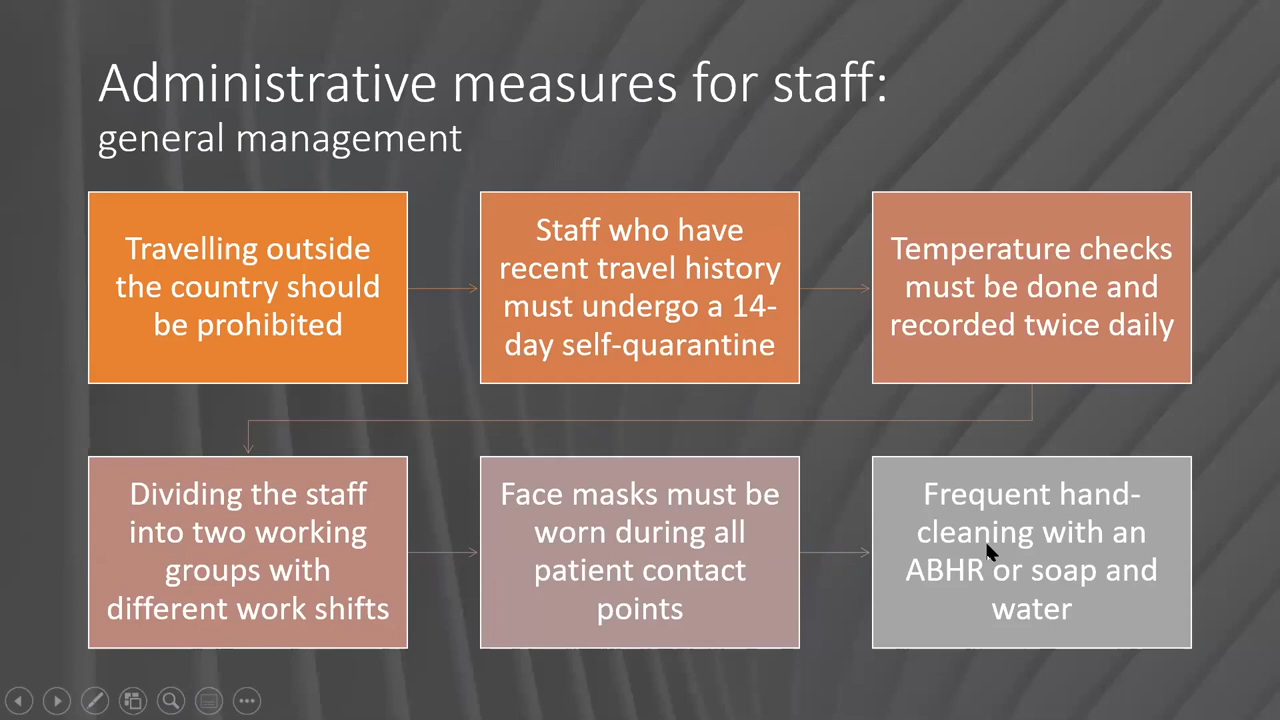 Administrative measures for staff:
general management
Travelling outside
the country should
be prohibited
Staff who have
recent travel history
must undergo a 14-
day self-quarantine
Temperature checks
must be done and
recorded twice daily
Dividing the staff
into two working
groups with
different work shifts
Face masks must be
worn during all
patient contact
points
Frequent hand-
cleaning with an
ABHR or soap and
water